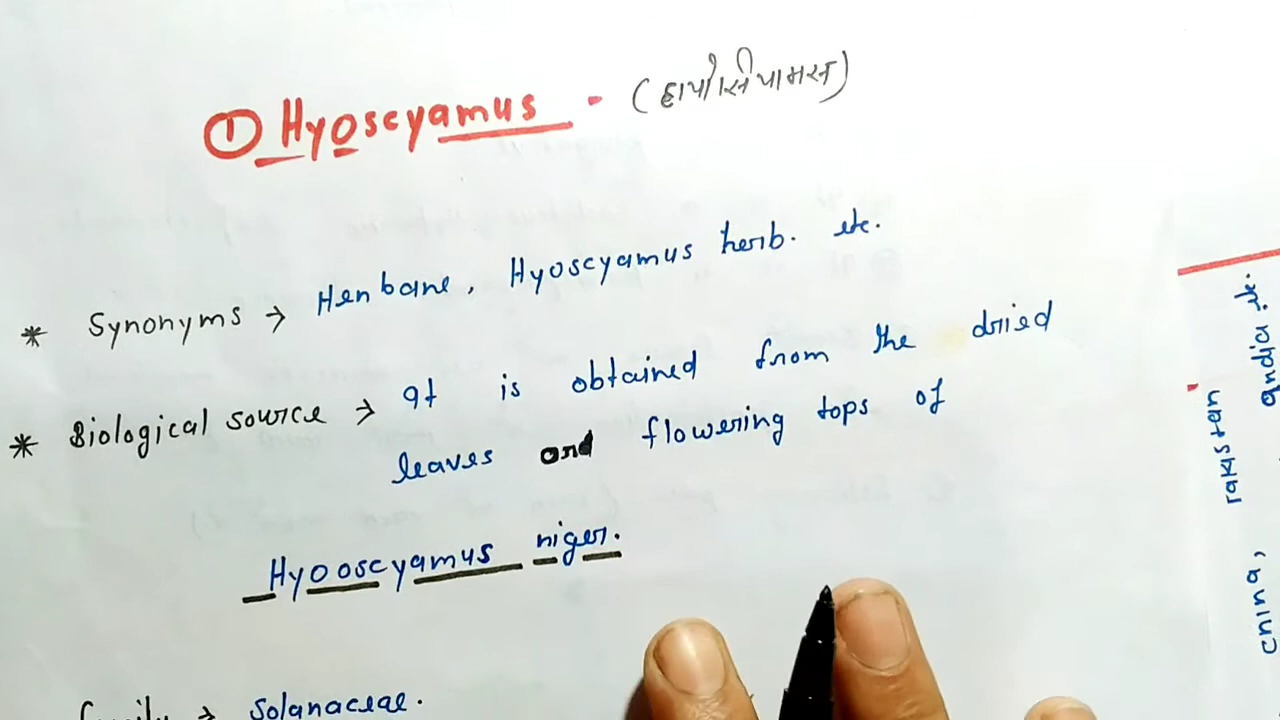 ① Hyoscyamus - (हायोसियामस)
* Synonyms → Henbane, Hyoscyamus herb. etc.
* Biological source → It is obtained from the dried
leaves and flowering tops of
Hyooscyamus niger.
family → Solanaceae.
China, Pakistan
India etc.